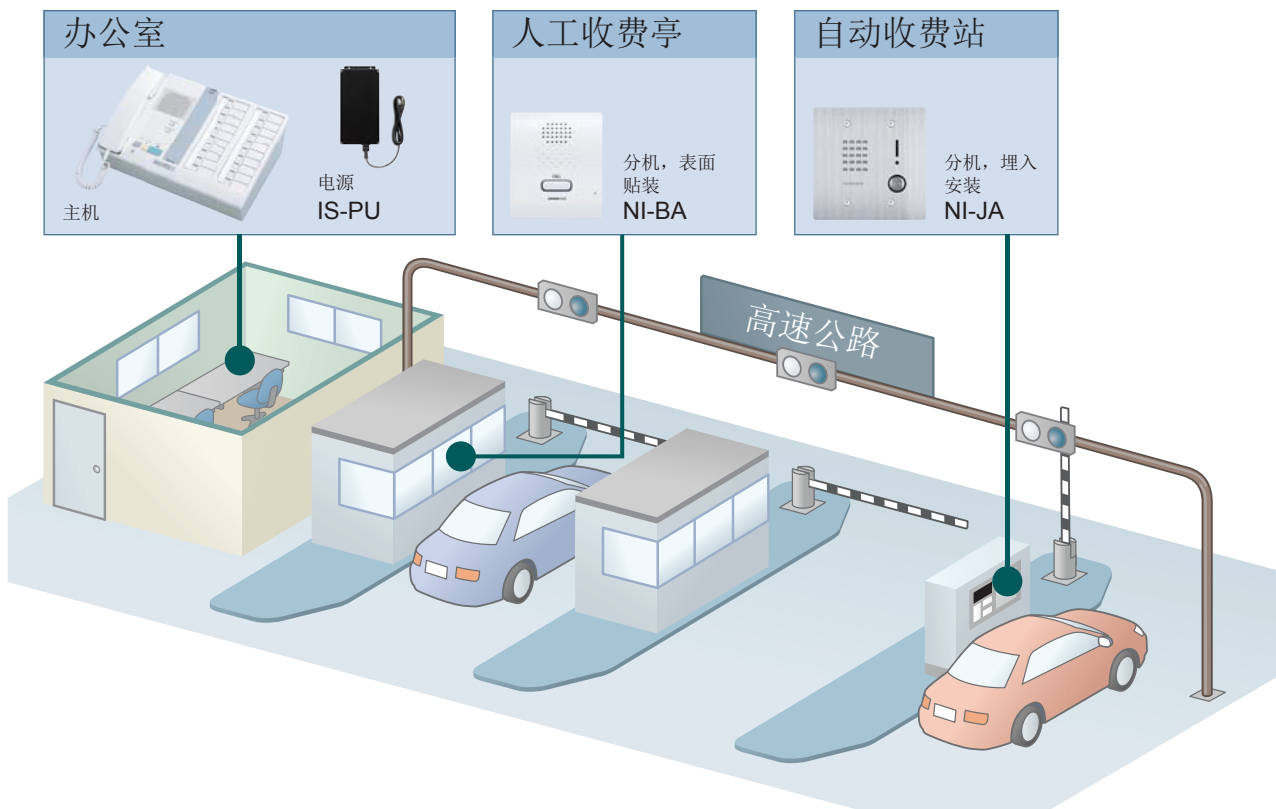 办公室
主机
电源
IS-PU
人工收费亭
分机，表面
贴装
NI-BA
自动收费站
分机，埋入
安装
NI-JA
高速公路